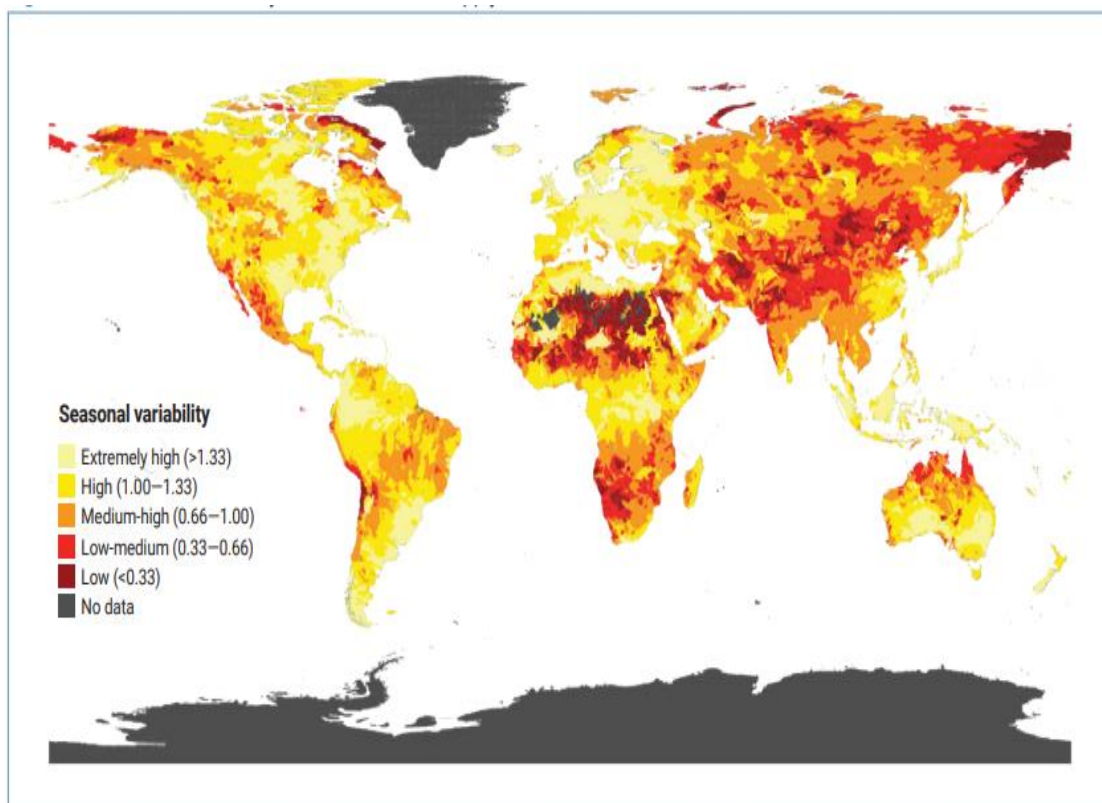 Seasonal variability
Extremely high (>1.33)
High (1.00—1.33)
Medium-high (0.66—1.00)
Low-medium (0.33—0.66)
Low (<0.33)
No data